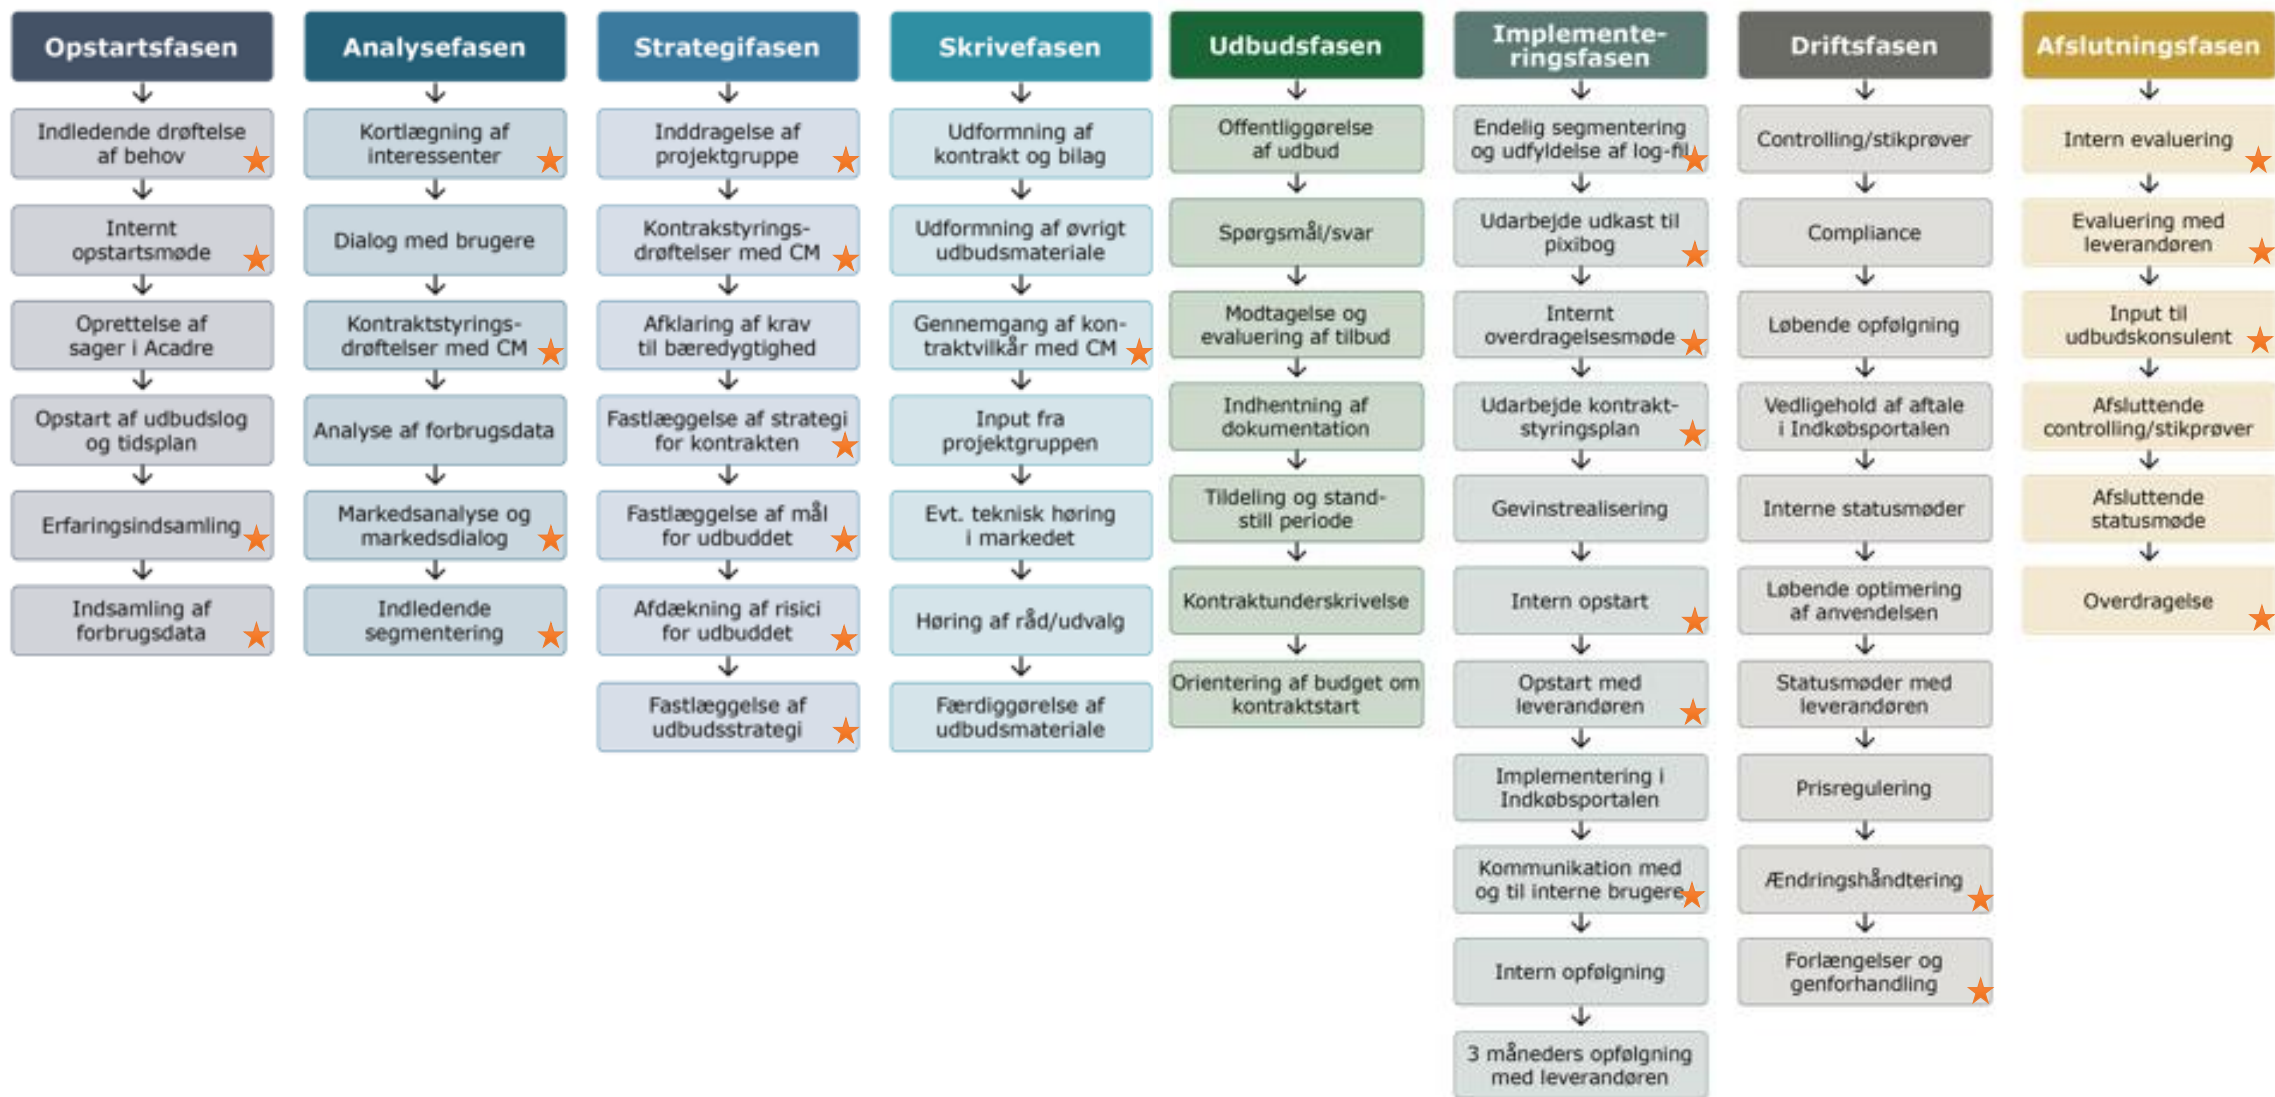 Opstartsfasen
Indledende drøftelse
af behov
Internt
opstartsmøde
Oprettelse af
sager i Acadre
Opstart af udbudslog
og tidsplan
Erfaringsindsamling
Indsamling af
forbrugsdata
Analysefasen
Kortlægning af
interessenter
Dialog med brugere
Kontraktstyrings-
drøftelser med CM
Analyse af forbrugsdata
Markedsanalyse og
markedsdialog
Indledende
segmentering
Strategifasen
Inddragelse af
projektgruppe
Kontrakstyrings-
drøftelser med CM
Afklaring af krav
til bæredygtighed
Fastlæggelse af strategi
for kontrakten
Fastlæggelse af mål
for udbuddet
Afdækning af risici
for udbuddet
Fastlæggelse af
udbudsstrategi
Skrivefasen
Udformning af
kontrakt og bilag
Udformning af øvrigt
udbudsmateriale
Gennemgang af kon-
traktvilkår med CM
Input fra
projektgruppen
Evt. teknisk høring
i markedet
Høring af råd/udvalg
Færdiggørelse af
udbudsmateriale
Udbudsfasen
Offentliggørelse
af udbud
Spørgsmål/svar
Modtagelse og
evaluering af tilbud
Indhentning af
dokumentation
Tildeling og stand-
still periode
Kontraktunderskrivelse
Orientering af budget om
kontraktstart
Implemente-
ringsfasen
Endelig segmentering
og udfyldelse af log-fil
Udarbejde udkast til
pixibog
Internt
overdragelsesmøde
Udarbejde kontrakt-
styringsplan
Gevinstrealisering
Intern opstart
Opstart med
leverandøren
Implementering i
Indkøbsportalen
Kommunikation med
og til interne brugere
Intern opfølgning
3 måneders opfølgning
med leverandøren
Driftsfasen
Controlling/stikprøver
Compliance
Løbende opfølgning
Vedligehold af aftale
i Indkøbsportalen
Interne statusmøder
Løbende optimering
af anvendelsen
Statusmøder med
leverandøren
Prisregulering
Ændringshåndtering
Forlængelser og
genforhandling
Afslutningsfasen
Intern evaluering
Evaluering med
leverandøren
Input til
udbudskonsulent
Afsluttende
controlling/stikprøver
Afsluttende
statusmøde
Overdragelse